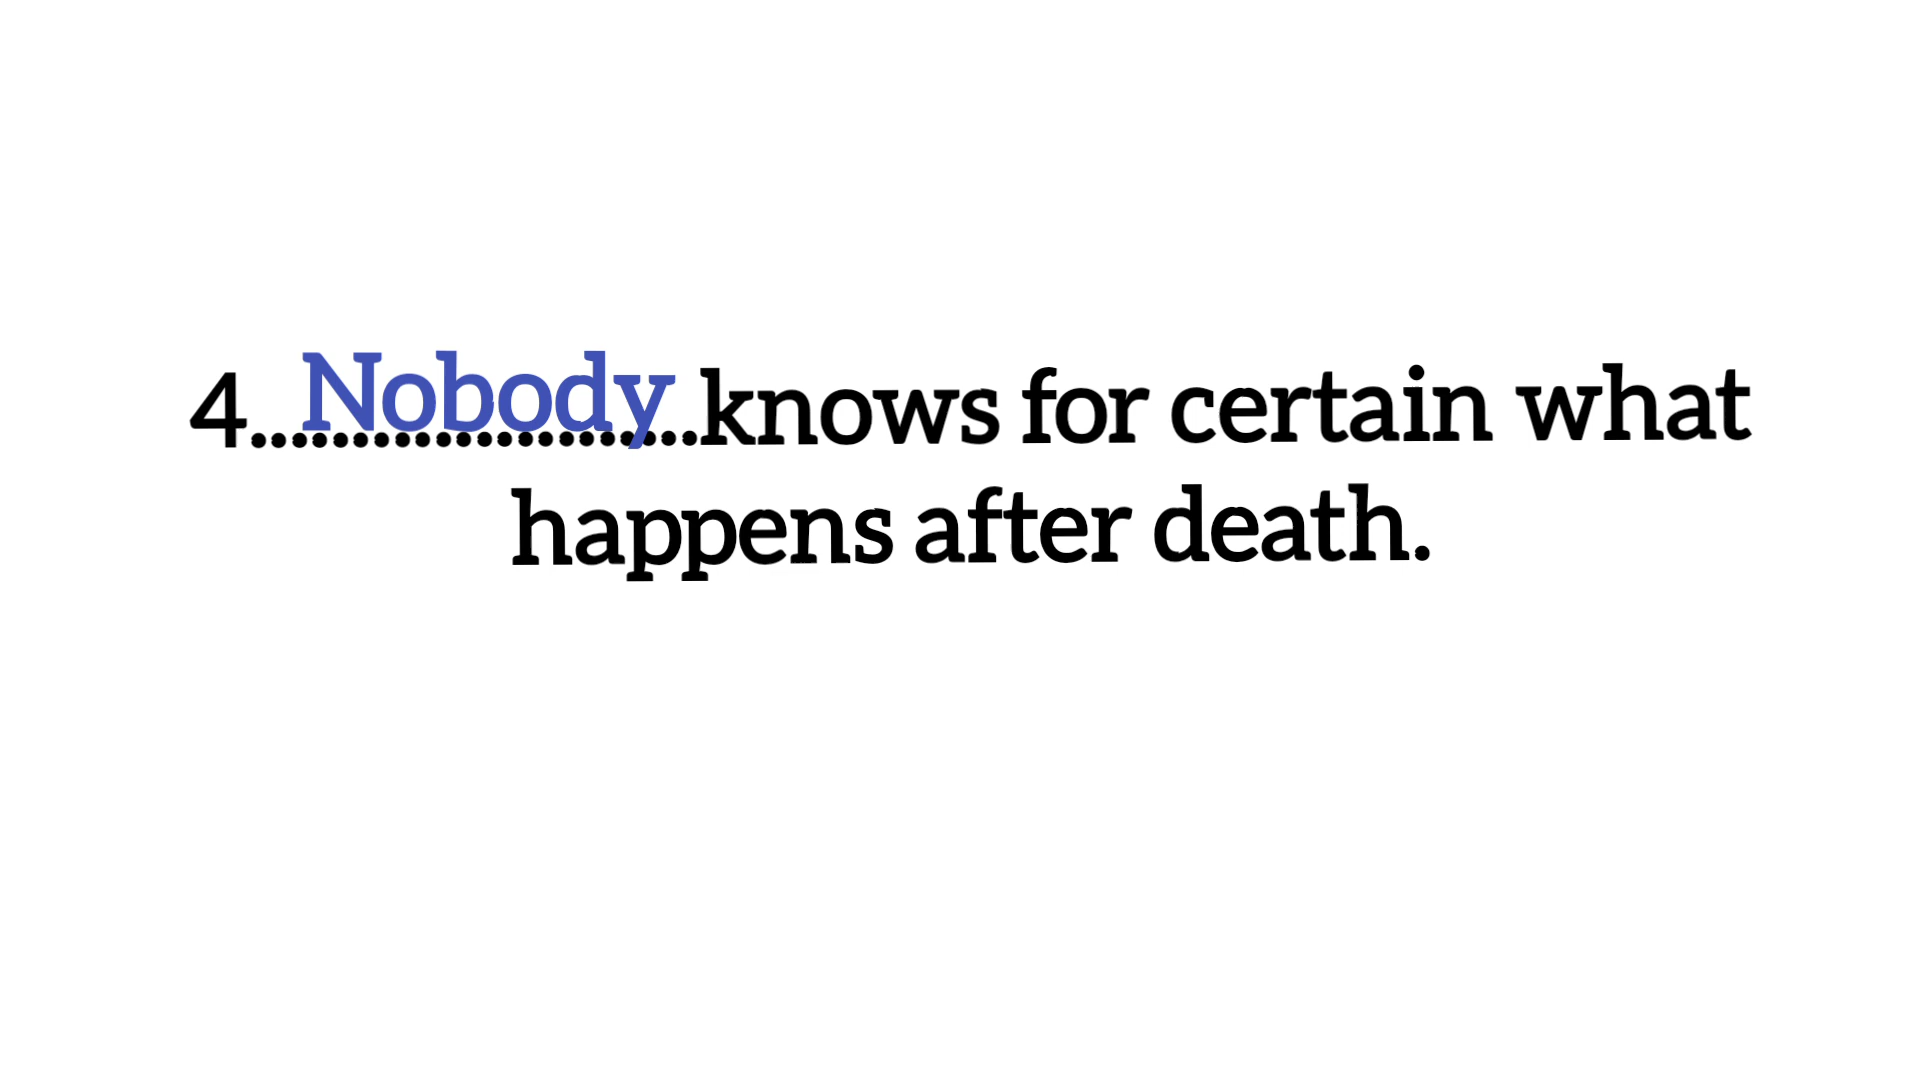 4......Nobody......knows for certain what
happens after death.